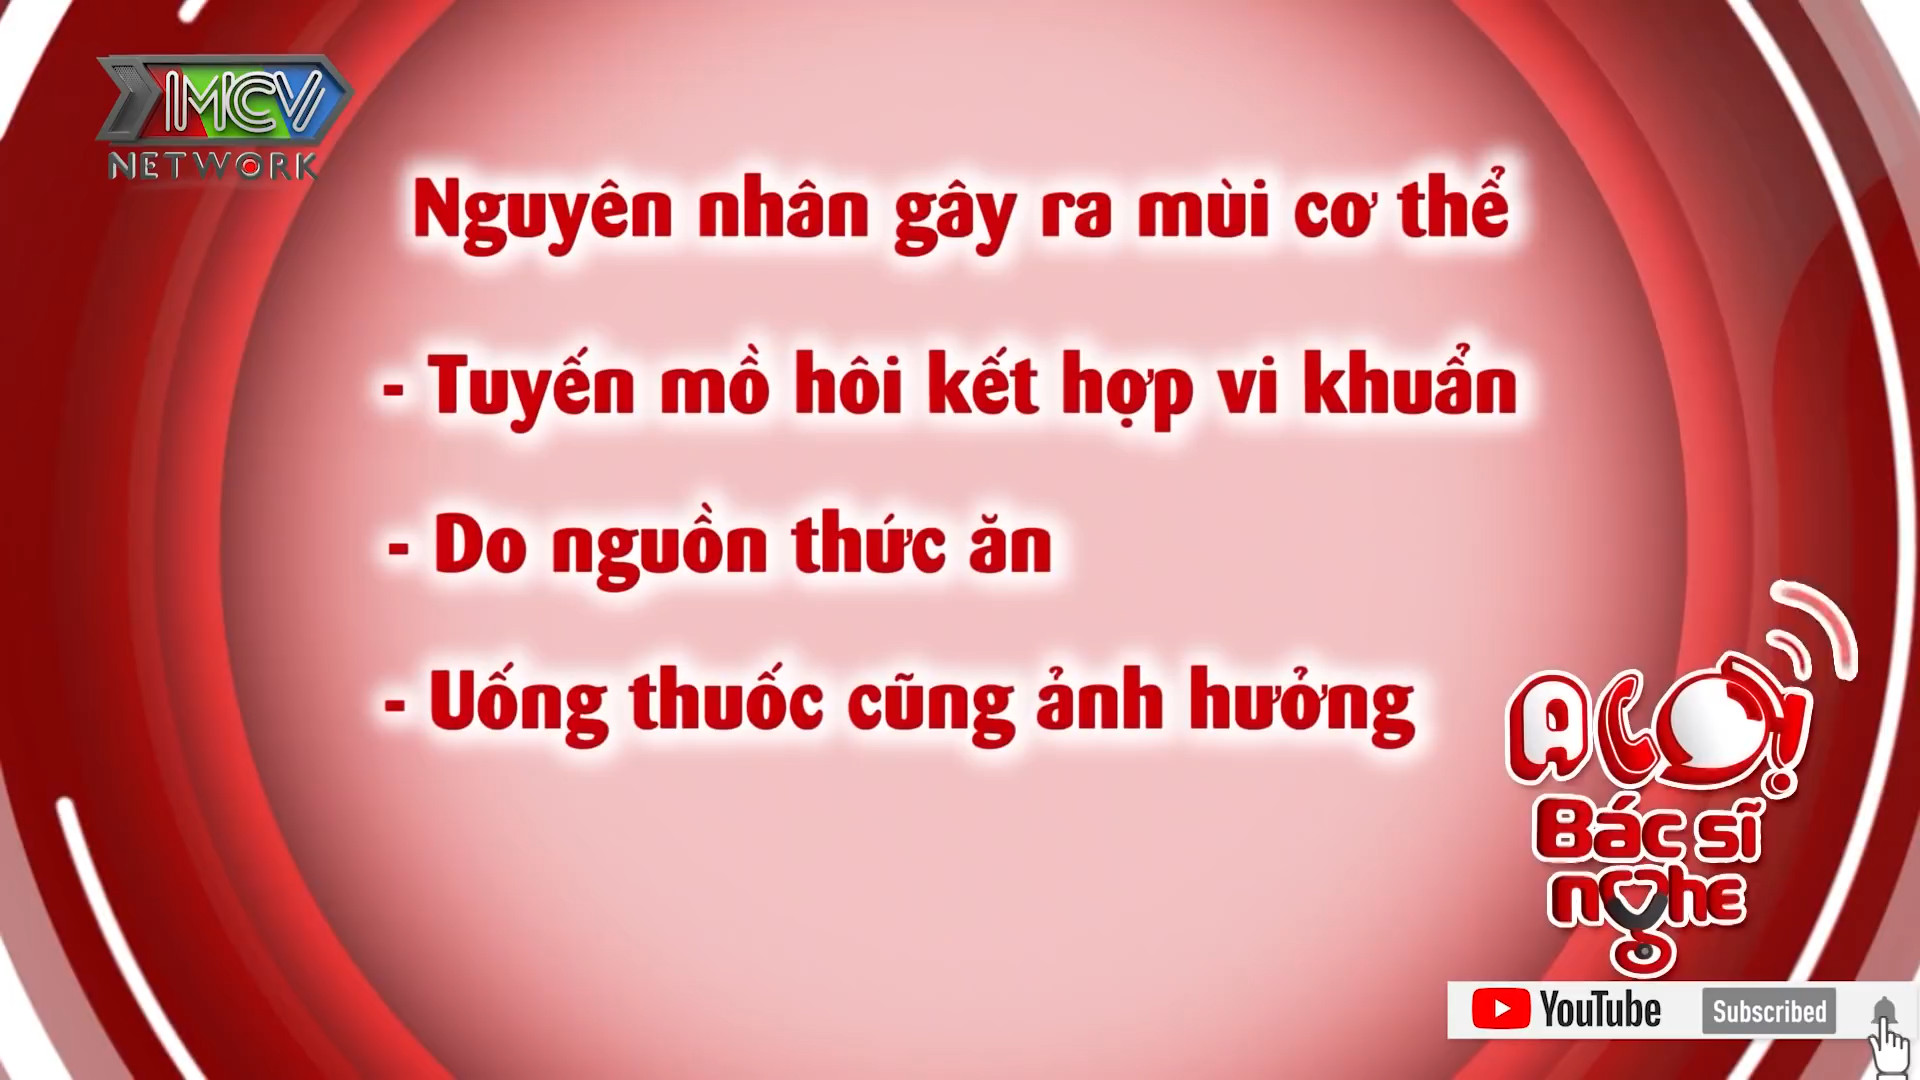 MCV
NETWORK
Nguyên nhân gây ra mùi cơ thể
- Tuyến mồ hôi kết hợp vi khuẩn
- Do nguồn thức ăn
- Uống thuốc cũng ảnh hưởng
ALO!
Bác sĩ
nghe
YouTube Subscribed